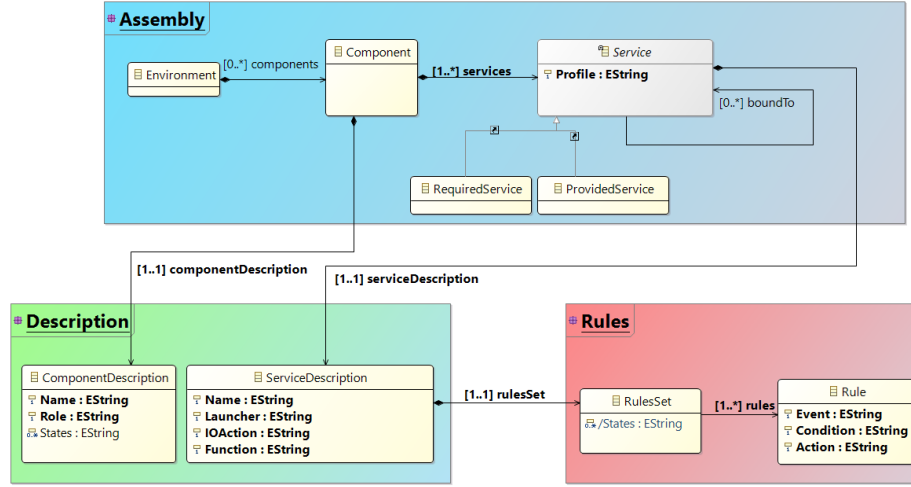 Assembly
Environment
[0..*] components
Component
[1..*] services
Service
Profile : EString
[0..*] boundTo
RequiredService
ProvidedService
[1..1] componentDescription
[1..1] serviceDescription
Description
Rules
ComponentDescription
Name : EString
Role : EString
States : EString
ServiceDescription
Name : EString
Launcher : EString
IOAction : EString
Function : EString
[1..1] rulesSet
RulesSet
/States : EString
[1..*] rules
Rule
Event : EString
Condition : EString
Action : EString